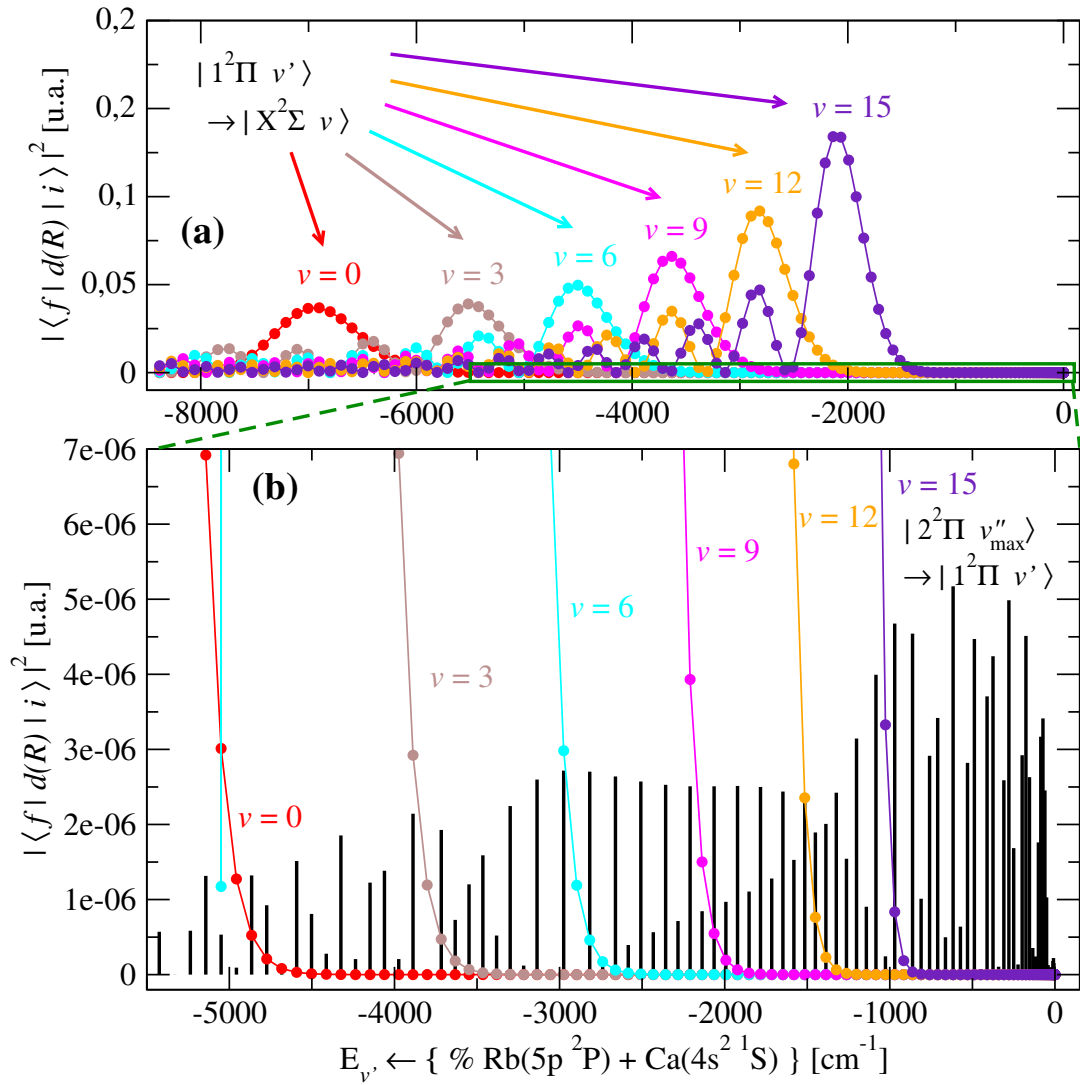 0,2
0,2
0,1
0,05
0
| ⟨ f | d(R) | i ⟩ |² [u.a.]
| 1²Π v’ ⟩
→ | X²Σ v ⟩
(a)
v = 0
v = 3
v = 6
v = 9
v = 12
v = 15
-8000 -6000 -4000 -2000 0
7e-06
6e-06
5e-06
4e-06
3e-06
2e-06
1e-06
0
| ⟨ f | d(R) | i ⟩ |² [u.a.]
(b)
v = 0
v = 3
v = 6
v = 9
v = 12
v = 15
| 2²Π v″max ⟩
→ | 1²Π v’ ⟩
-5000 -4000 -3000 -2000 -1000 0
Ev’ ← { % Rb(5p ²P) + Ca(4s² ¹S) } [cm⁻¹]